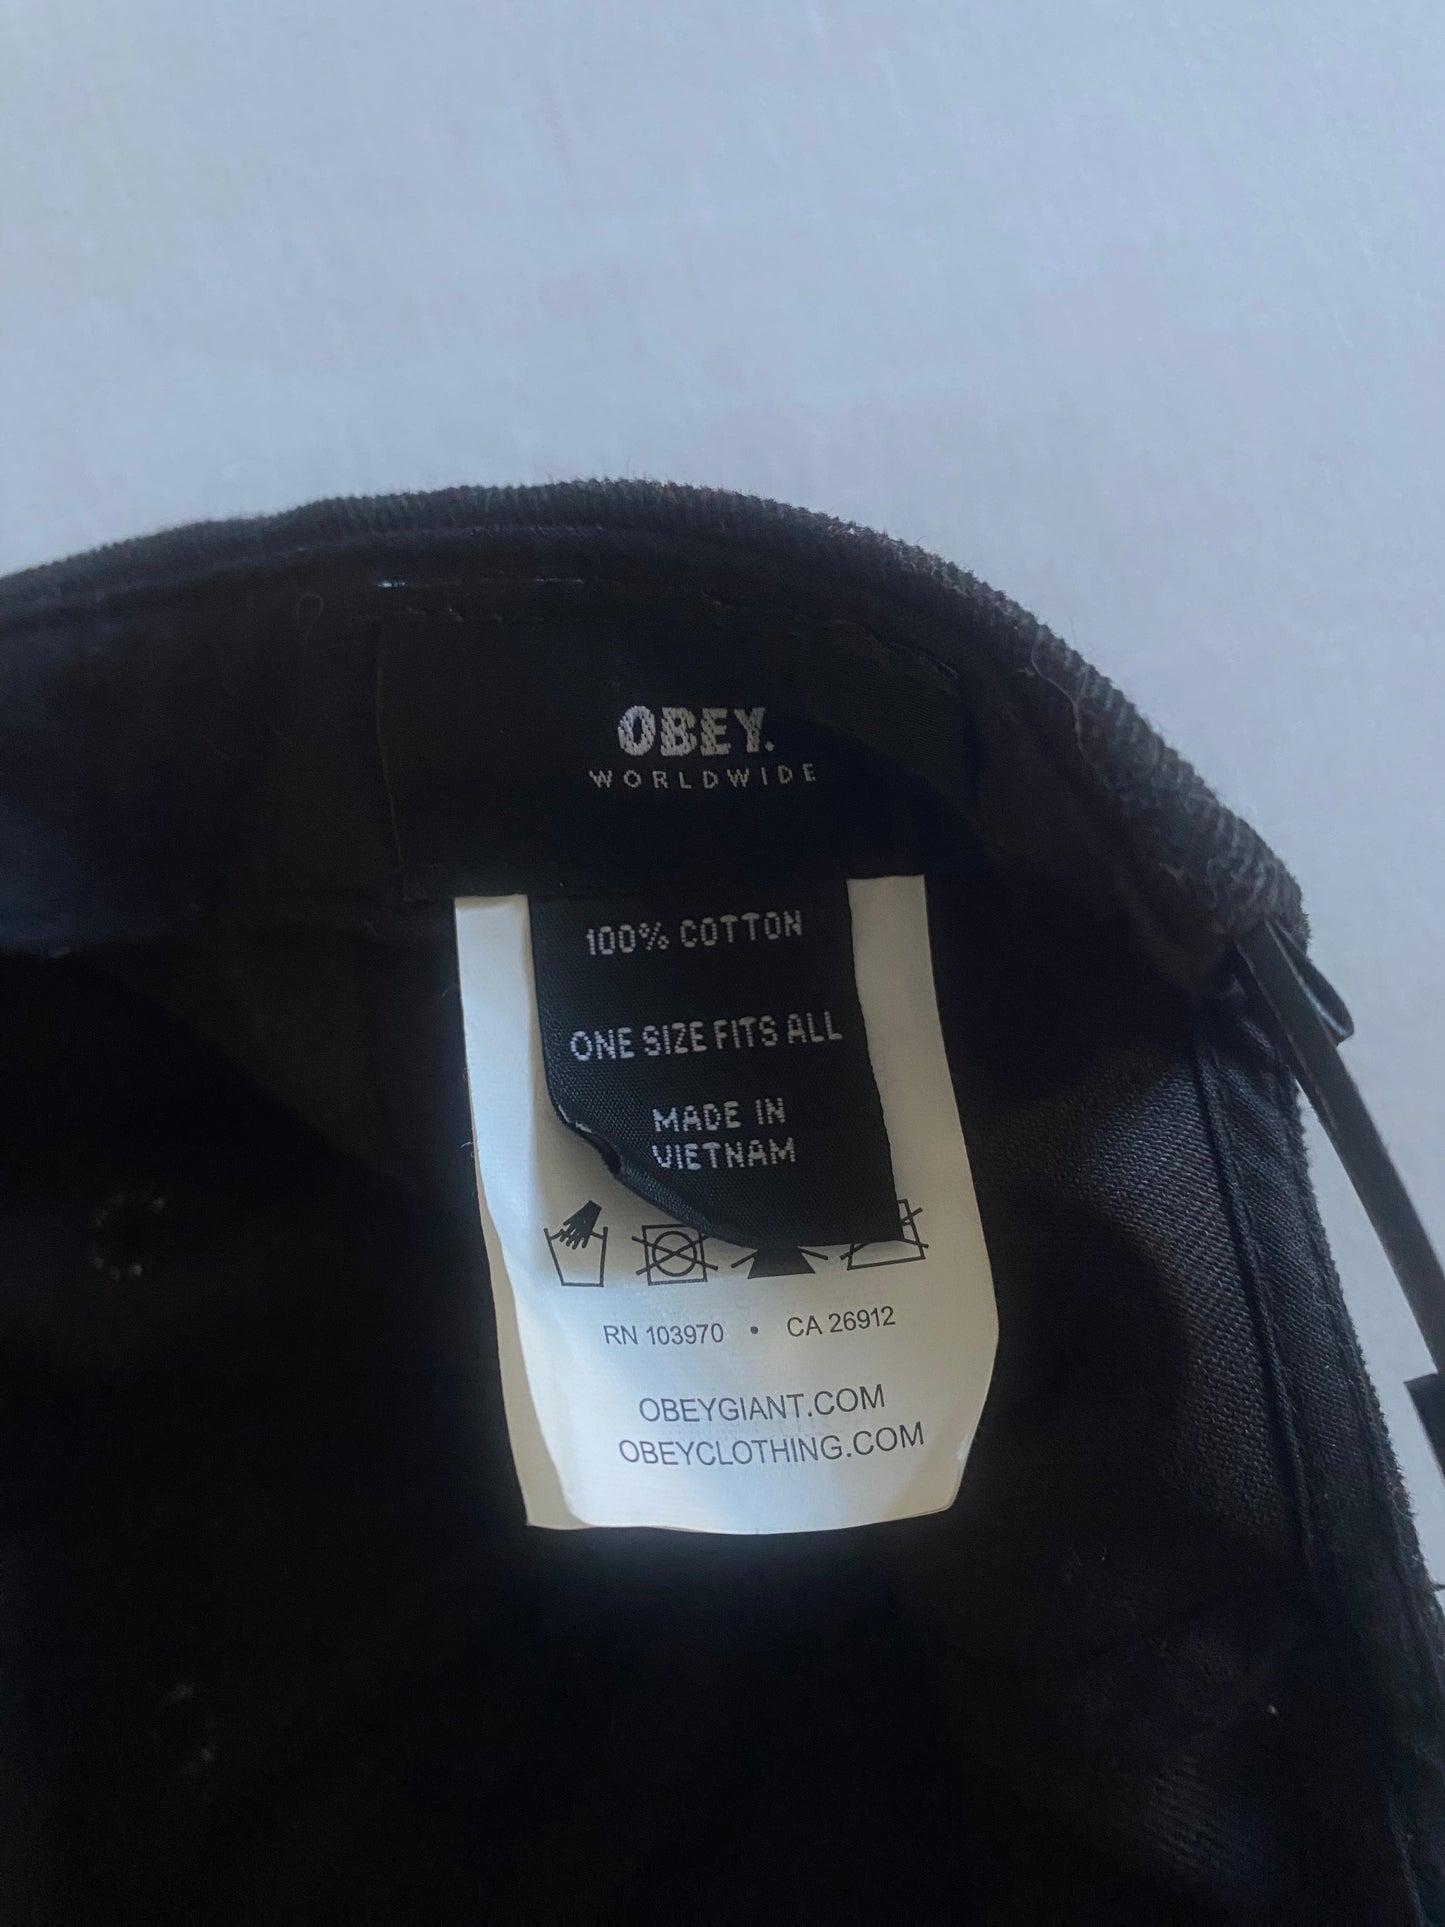 OBEY.
WORLDWIDE
100% COTTON
ONE SIZE FITS ALL
MADE IN
VIETNAM
RN 103970 • CA 26912
OBEYGIANT.COM
OBEYCLOTHING.COM